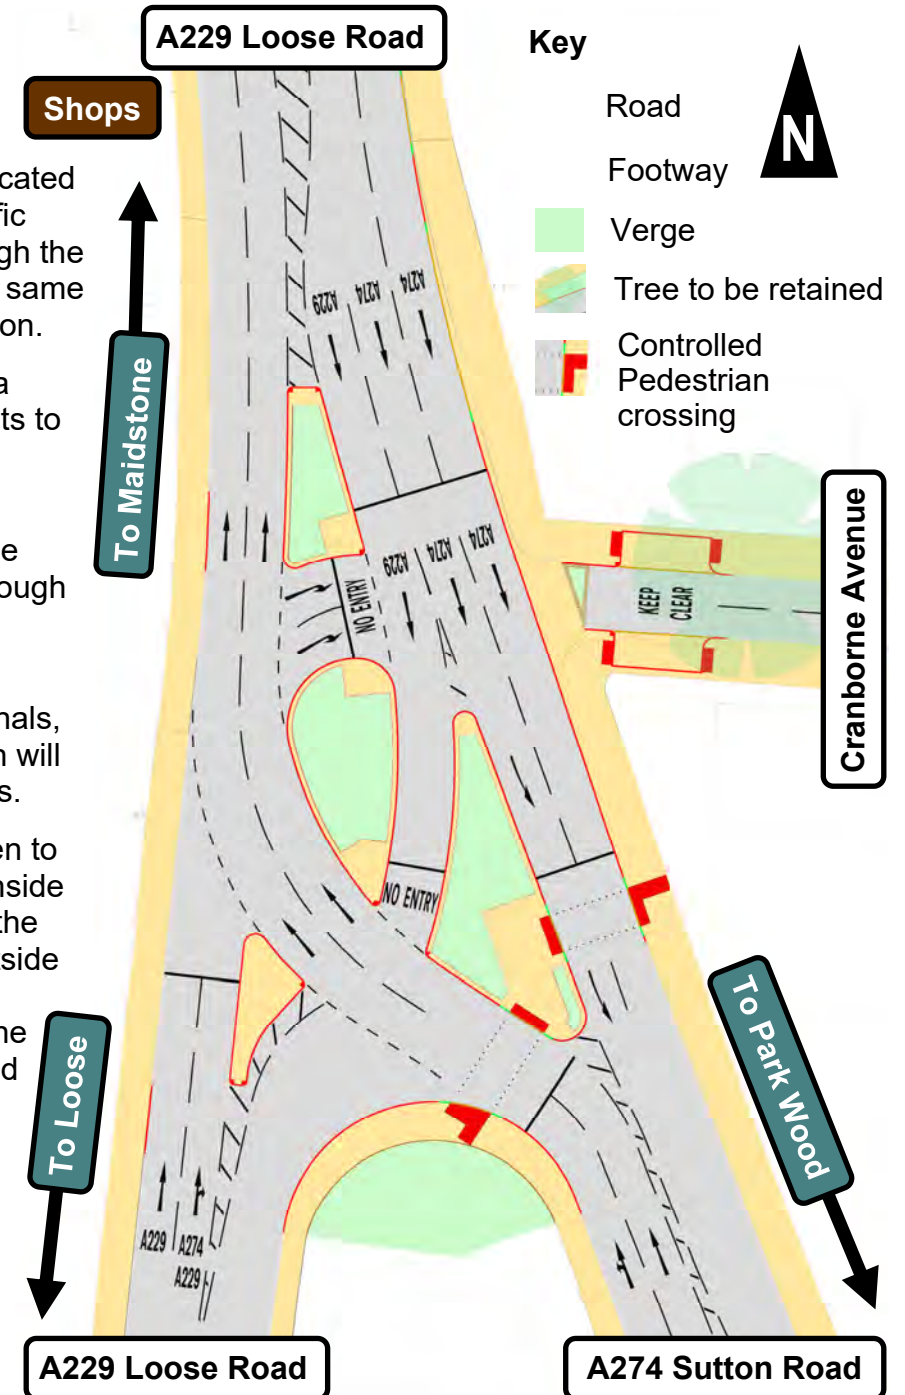 A229 Loose Road
Key
Shops
Road
N
Footway
cated
fic
gh the
same
on.
Verge
Tree to be retained
Controlled
Pedestrian
crossing
To Maidstone
a
ts to
e
ough
A229 A274 A274
A229 A274 A274
NO ENTRY
KEEP
CLEAR
Cranborne Avenue
nals,
n will
s.
en to
nside
the
side
NO ENTRY
ne
d
To Loose
To Park Wood
A229 A274
A229
A229 Loose Road
A274 Sutton Road